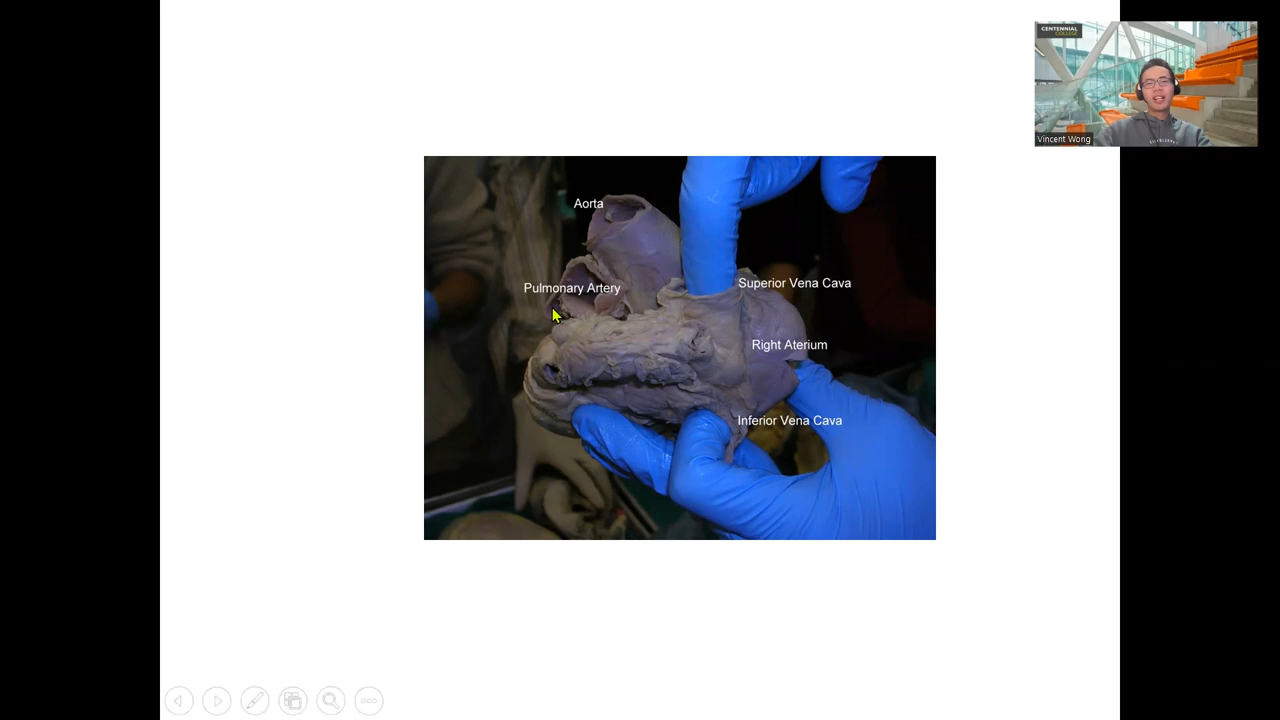 CENTENNIAL
COLLEGE
Vincent Wong
Aorta
Superior Vena Cava
Pulmonary Artery
Right Aterium
Inferior Vena Cava